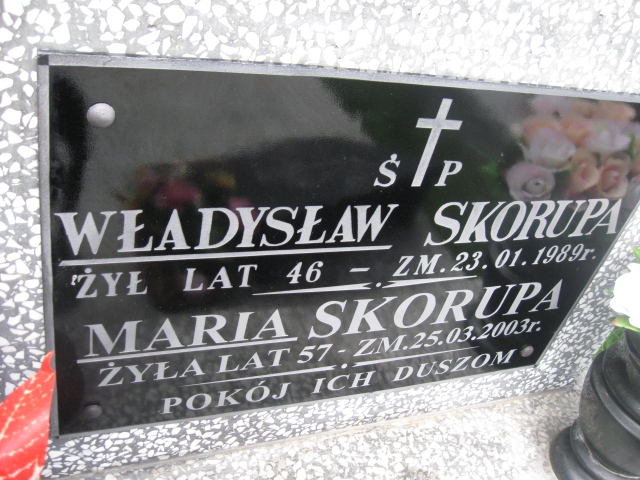 Ś P
WŁADYSŁAW SKORUPA
ŻYŁ LAT 46 - ZM. 23.01.1989r.
MARIA SKORUPA
ŻYŁA LAT 57 - ZM. 25.03.2003r.
POKÓJ ICH DUSZOM